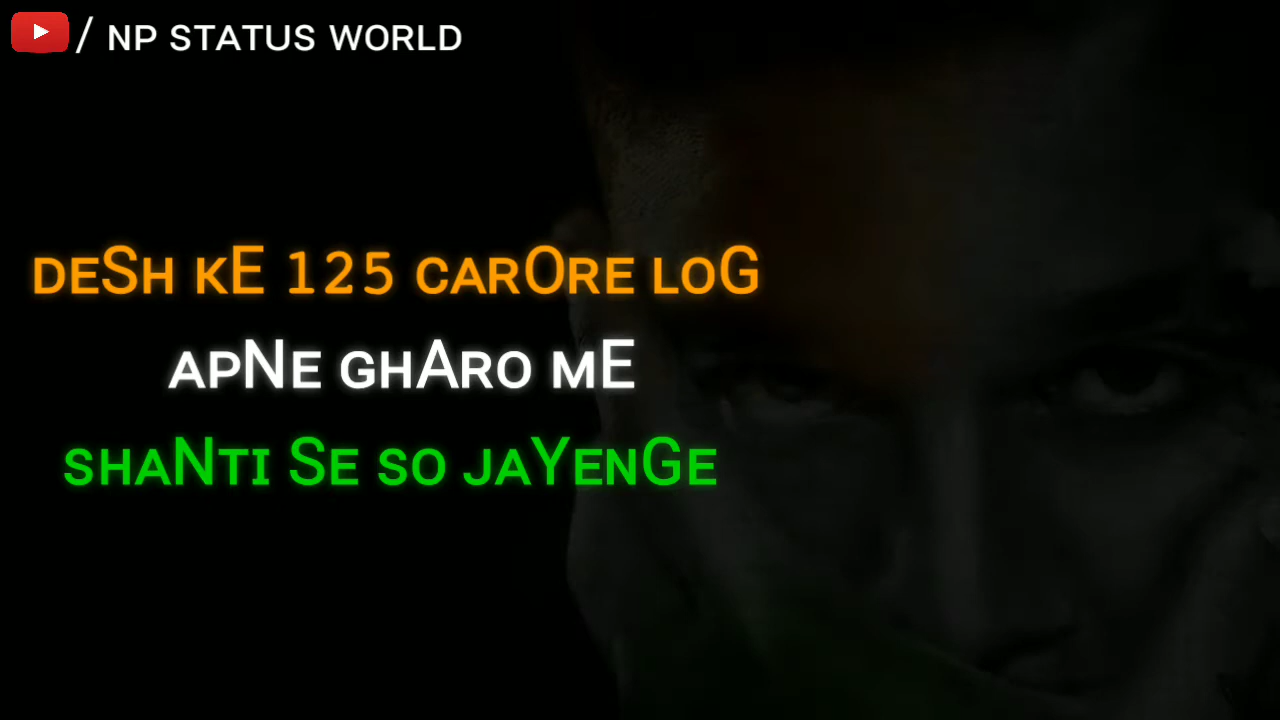 / NP STATUS WORLD
DESH KE 125 CARORE LOG
APNE GHARO ME
SHANTI SE SO JAYENGE